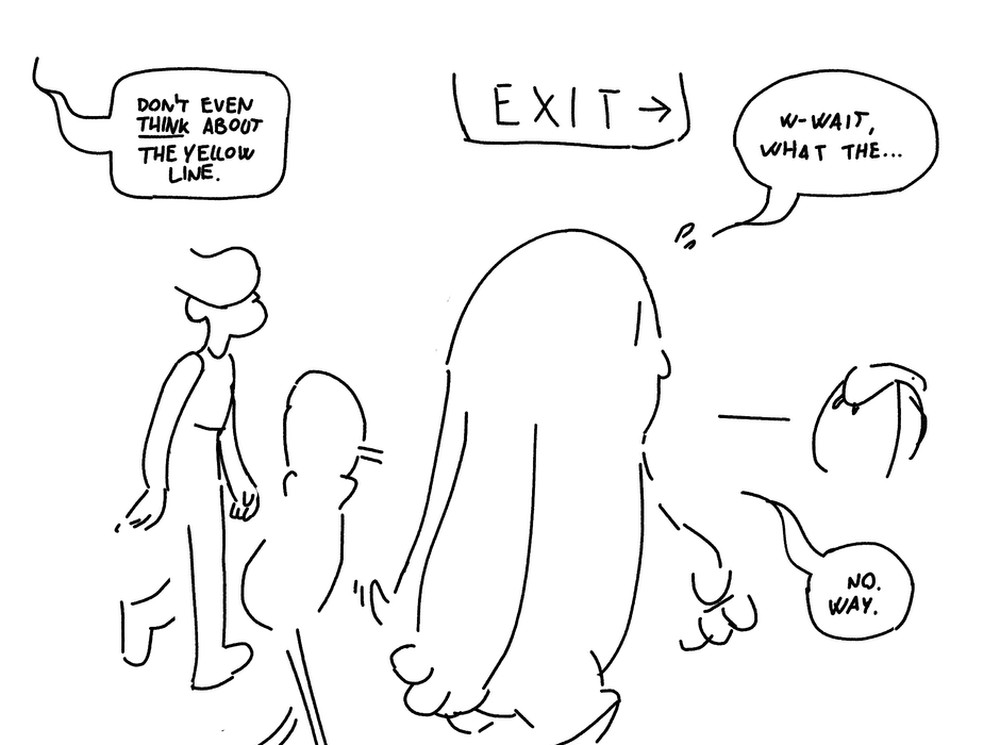 DON'T EVEN
THINK ABOUT
THE YELLOW
LINE.
EXIT →
W-WAIT,
WHAT THE...
NO.
WAY.